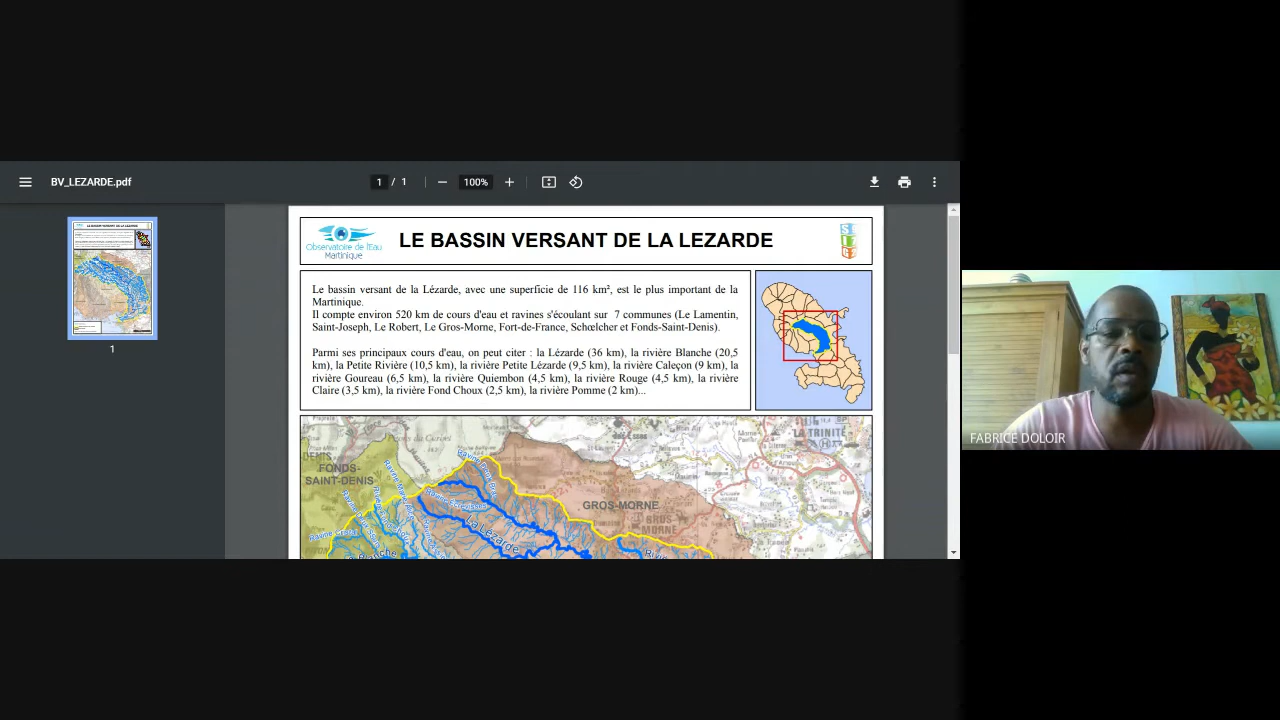 BV_LEZARDE.pdf
1 / 1
100%
1
Observatoire de l'Eau
Martinique
LE BASSIN VERSANT DE LA LEZARDE
Le bassin versant de la Lézarde, avec une superficie de 116 km², est le plus important de la
Martinique.
Il compte environ 520 km de cours d'eau et ravines s'écoulant sur 7 communes (Le Lamentin,
Saint-Joseph, Le Robert, Le Gros-Morne, Fort-de-France, Schœlcher et Fonds-Saint-Denis).
Parmi ses principaux cours d'eau, on peut citer : la Lézarde (36 km), la rivière Blanche (20,5
km), la Petite Rivière (10,5 km), la rivière Petite Lézarde (9,5 km), la rivière Caleçon (9 km), la
rivière Goureau (6,5 km), la rivière Quiembon (4,5 km), la rivière Rouge (4,5 km), la rivière
Claire (3,5 km), la rivière Fond Choux (2,5 km), la rivière Pomme (2 km)...
LA TRINITÉ
FONDS-
SAINT-DENIS
GROS-MORNE
La Lézarde
FABRICE DOLOIR